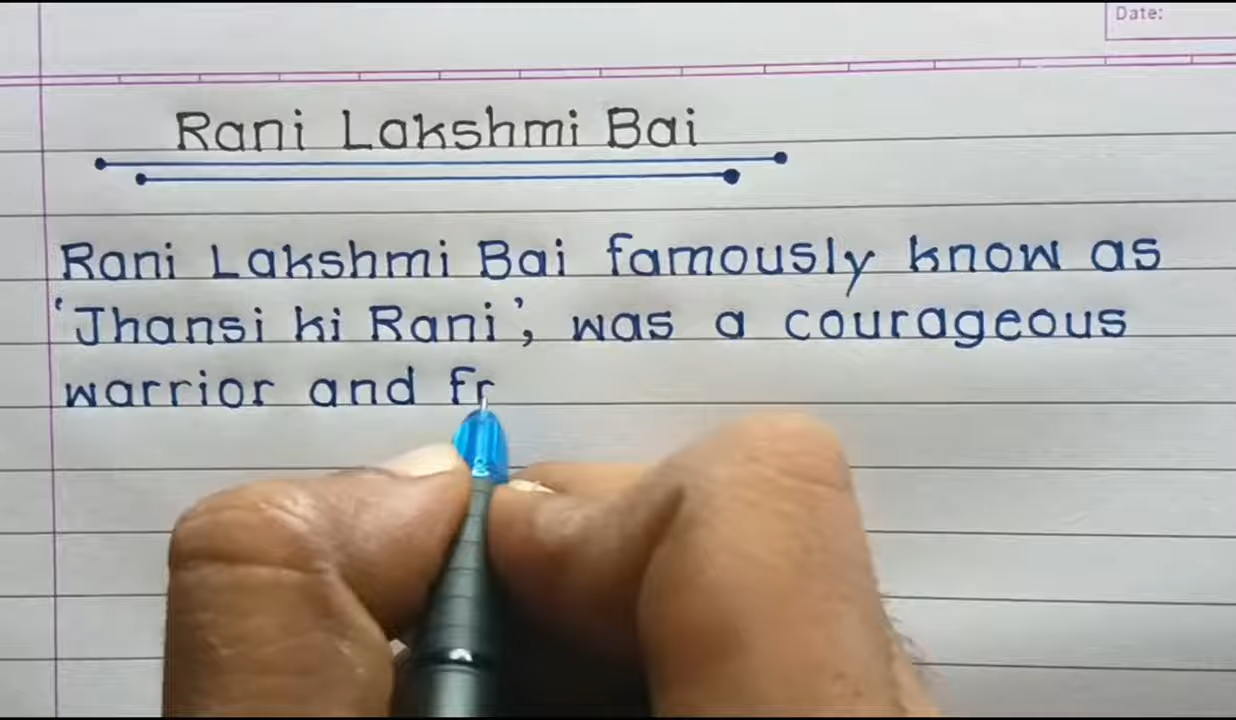 Date:
Rani Lakshmi Bai
Rani Lakshmi Bai famously know as
'Jhansi ki Rani', was a courageous
warrior and fr